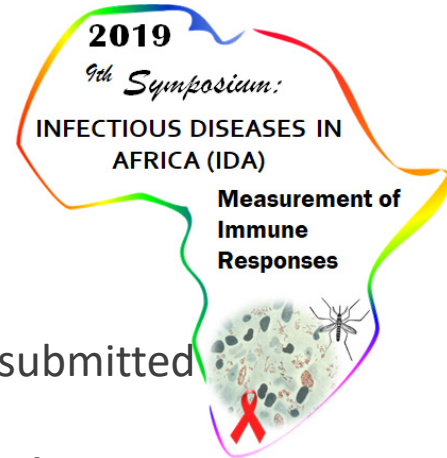 2019
9th Symposium:
INFECTIOUS DISEASES IN
AFRICA (IDA)
Measurement of
Immune
Responses
submitted